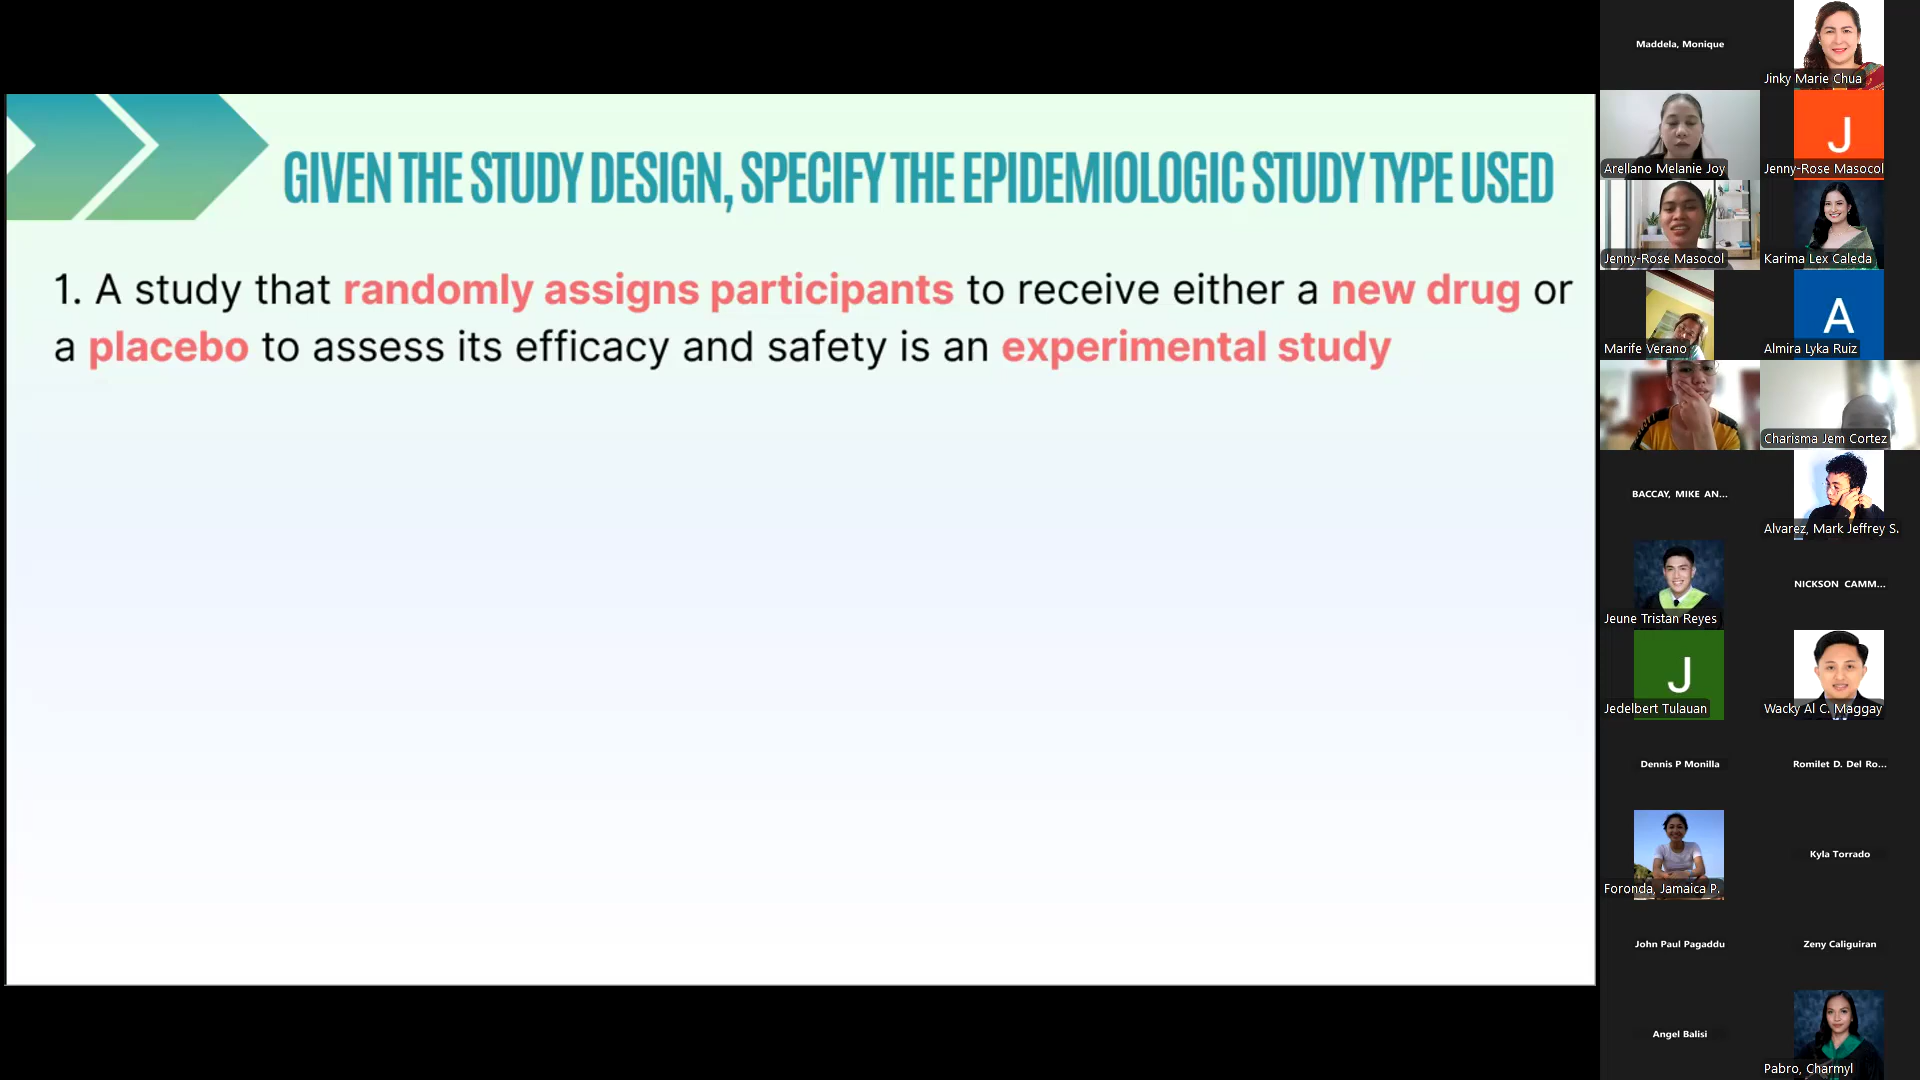 GIVEN THE STUDY DESIGN, SPECIFY THE EPIDEMIOLOGIC STUDY TYPE USED
1. A study that randomly assigns participants to receive either a new drug or
a placebo to assess its efficacy and safety is an experimental study
Maddela, Monique
Jinky Marie Chua
Arellano Melanie Joy
J
Jenny-Rose Masocol
Jenny-Rose Masocol
Karima Lex Caleda
Marife Verano
A
Almira Lyka Ruiz
Charisma Jem Cortez
BACCAY, MIKE AN...
Alvarez, Mark Jeffrey S.
Jeune Tristan Reyes
NICKSON CAMM...
J
Jedelbert Tulauan
Wacky Al C. Maggay
Dennis P Monilla
Romilet D. Del Ro...
Foronda, Jamaica P.
Kyla Torrado
John Paul Pagaddu
Zeny Caliguiran
Angel Balisi
Pabro, Charmyl